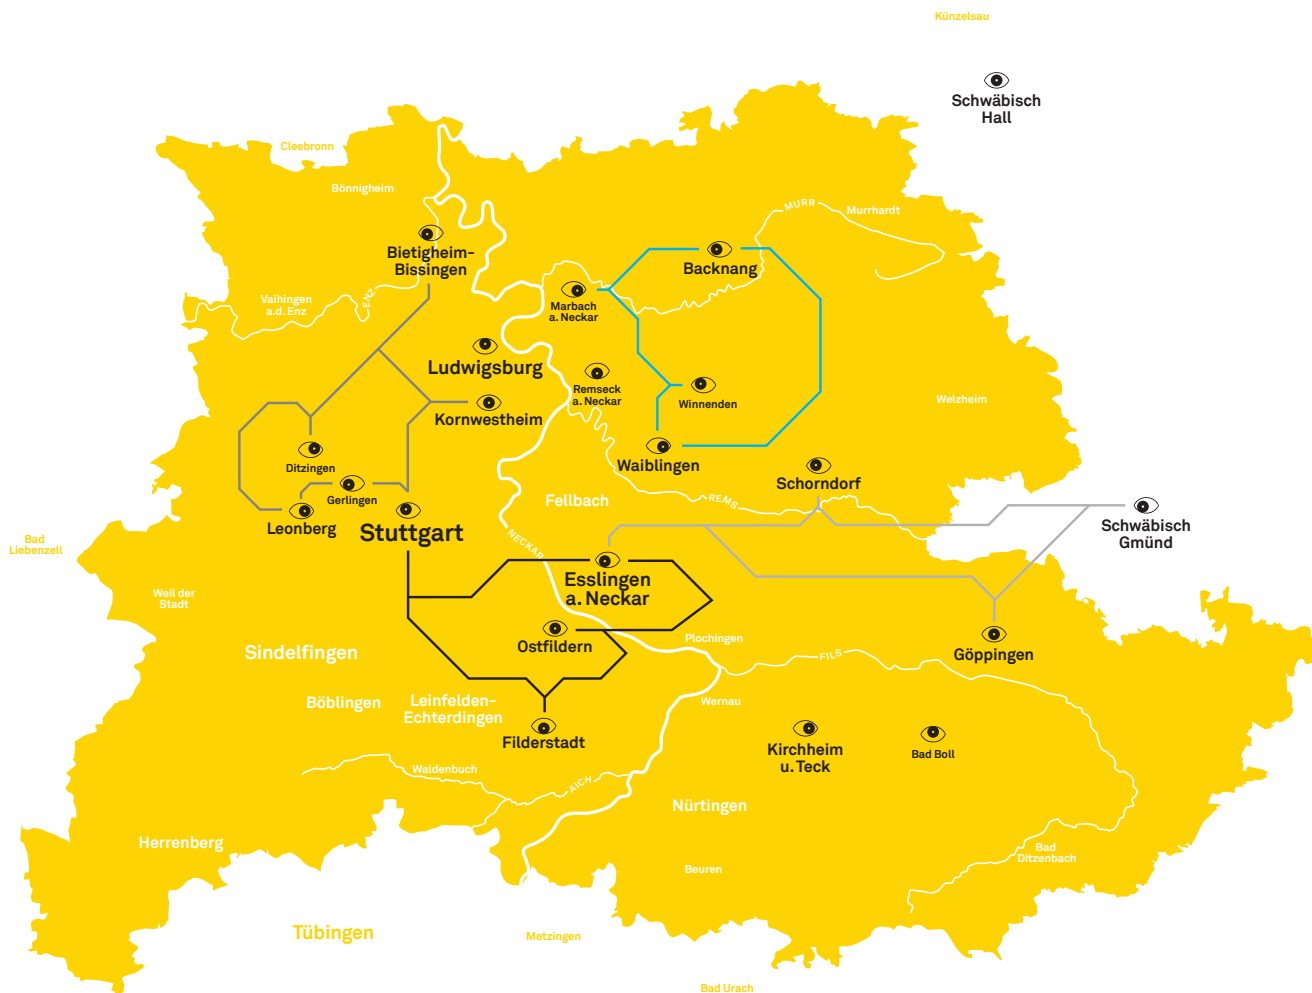 Künzelsau
Schwäbisch
Hall
Cleebronn
Bönnigheim
MURR
Murrhardt
Bietigheim-
Bissingen
Backnang
Vaihingen
a.d. Enz
ENZ
Marbach
a. Neckar
Ludwigsburg
Remseck
a. Neckar
Winnenden
Welzheim
Kornwestheim
Ditzingen
Waiblingen
Gerlingen
Schorndorf
Fellbach
REMS
Leonberg
Stuttgart
Schwäbisch
Gmünd
Bad
Liebenzell
NECKAR
Esslingen
a. Neckar
Weil der
Stadt
Ostfildern
Plochingen
Sindelfingen
FILS
Göppingen
Böblingen
Leinfelden-
Echterdingen
Wernau
Filderstadt
Kirchheim
u. Teck
Bad Boll
Waldenbuch
AICH
Nürtingen
Herrenberg
Bad
Ditzenbach
Beuren
Tübingen
Metzingen
Bad Urach